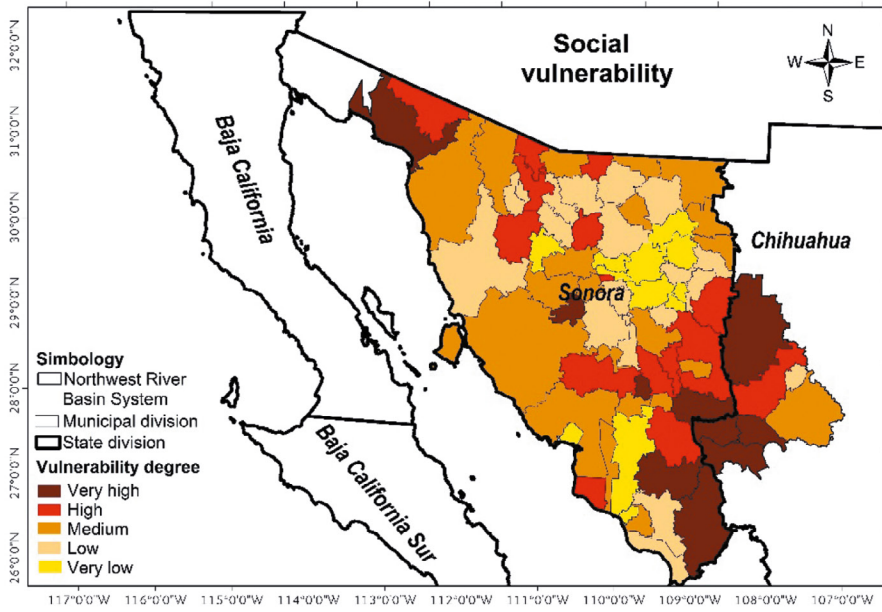 Social
vulnerability
N
W E
S
Baja California
Chihuahua
Sonora
Baja California Sur
Simbology
Northwest River
Basin System
Municipal division
State division
Vulnerability degree
Very high
High
Medium
Low
Very low
32°0'0"N
31°0'0"N
30°0'0"N
29°0'0"N
28°0'0"N
27°0'0"N
26°0'0"N
117°0'0"W 116°0'0"W 115°0'0"W 114°0'0"W 113°0'0"W 112°0'0"W 111°0'0"W 110°0'0"W 109°0'0"W 108°0'0"W 107°0'0"W